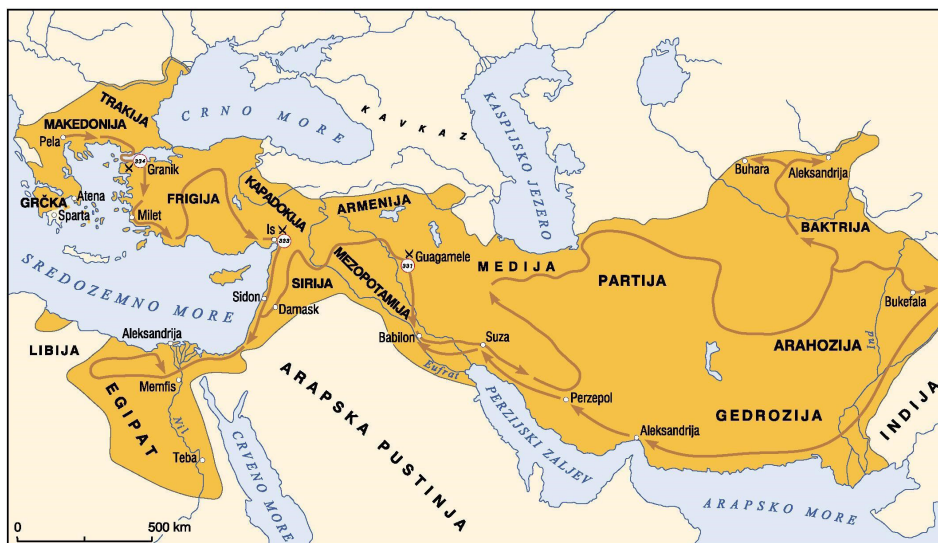 TRAKIJA
MAKEDONIJA
Pela
334
Granik
GRČKA
Atena
Sparta
Milet
FRIGIJA
CRNO MORE
KAVKAZ
KASPIJSKO JEZERO
KAPADOKIJA
Is
333
ARMENIJA
MEZOPOTAMIJA
331
Guagamele
MEDIJA
PARTIJA
Buhara
Aleksandrija
BAKTRIJA
Bukefala
SREDOZEMNO MORE
Sidon
SIRIJA
Damask
Aleksandrija
LIBIJA
EGIPAT
Memfis
Nil
Teba
CRVENO MORE
ARAPSKA PUSTINJA
Babilon
Eufrat
Suza
Perzepol
PERZIJSKI ZALJEV
Aleksandrija
GEDROZIJA
ARAHOZIJA
Ind
INDIJA
ARAPSKO MORE
0 500 km